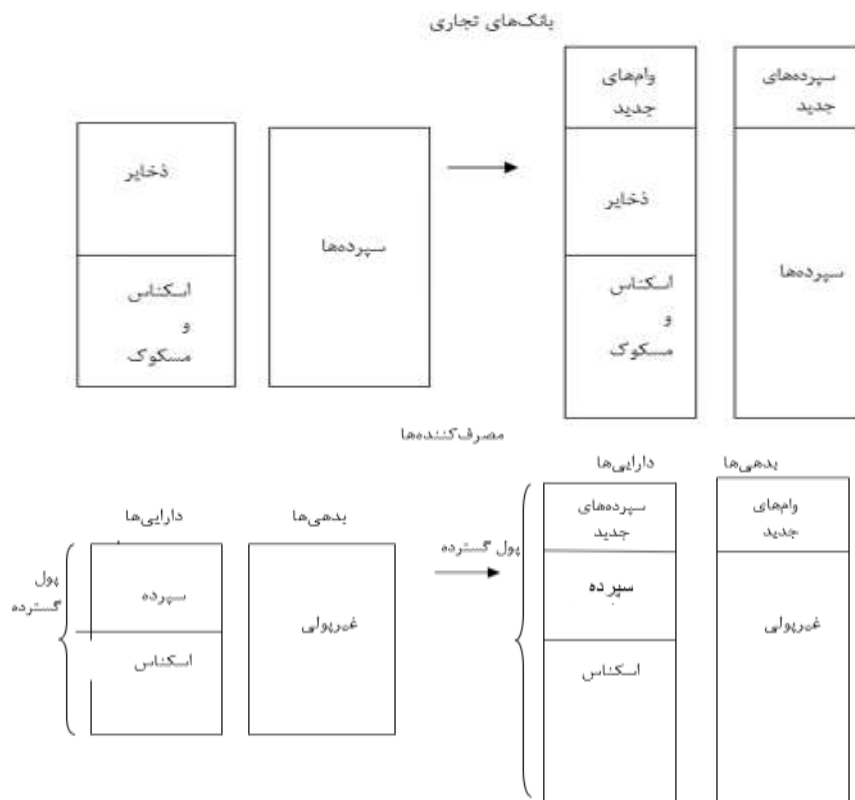 بانک‌های تجاری
ذخایر
اسکناس
و
مسکوک
سپرده‌ها
وام‌های
جدید
ذخایر
اسکناس
و
مسکوک
سپرده‌های
جدید
سپرده‌ها
مصرف‌کننده‌ها
دارایی‌ها
بدهی‌ها
پول
گسترده
سپرده
اسکناس
غیرپولی
دارایی‌ها
بدهی‌ها
پول گسترده
سپرده‌های
جدید
سپرده
اسکناس
وام‌های
جدید
غیرپولی